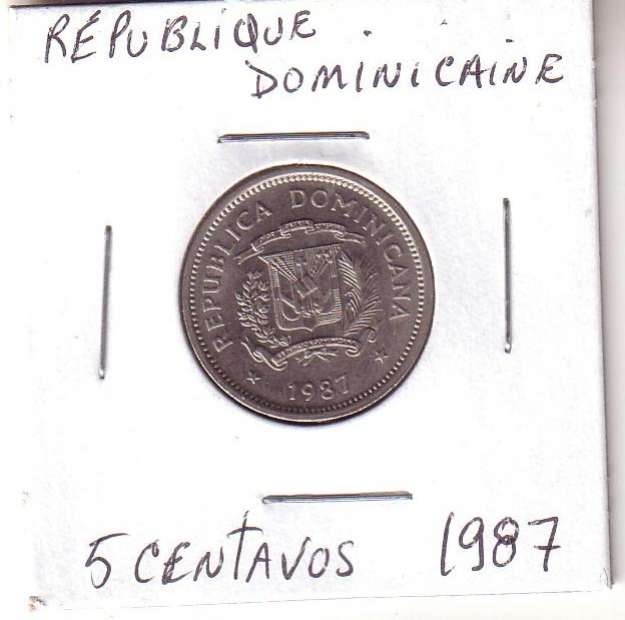 RÉPUBLIQUE
DOMINICAINE
REPUBLICA DOMINICANA
1987
5 CENTAVOS 1987